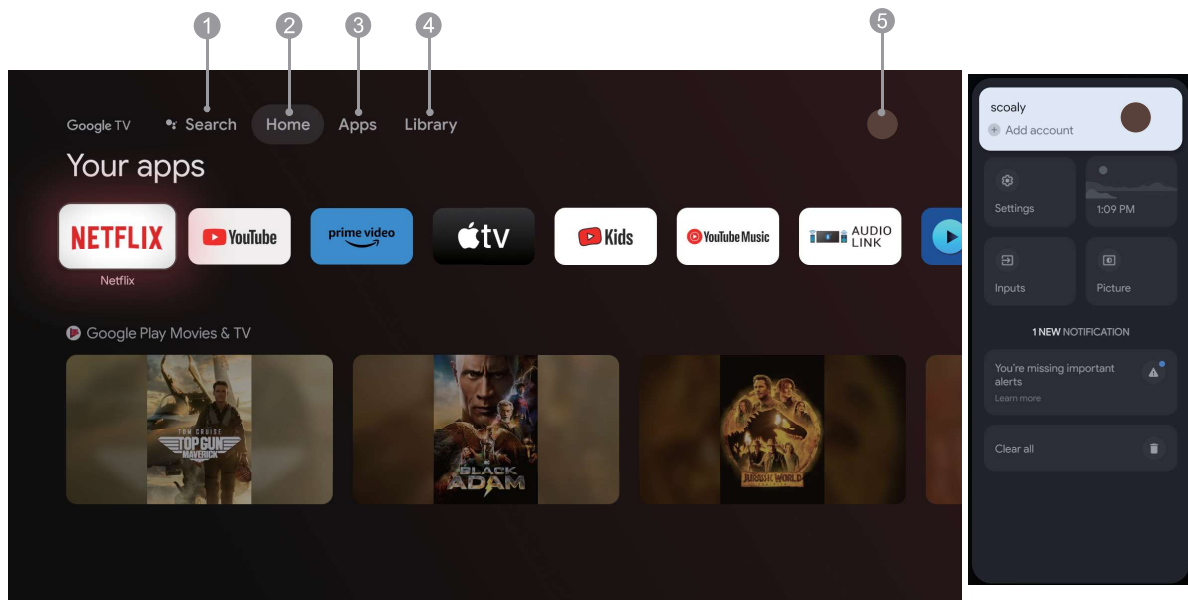 1 2 3 4 5
Google TV Search Home Apps Library
Your apps
NETFLIX YouTube prime video tv Kids YouTube Music AUDIO LINK
Netflix
Google Play Movies & TV
TOM CRUISE
TOP GUN
MAVERICK
BLACK
ADAM
JURASSIC WORLD
scoaly
Add account
Settings
1:09 PM
Inputs
Picture
1 NEW NOTIFICATION
You're missing important
alerts
Learn more
Clear all